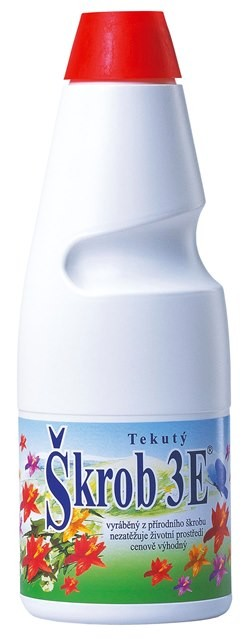 Tekutý
Škrob 3E®
vyráběný z přírodního škrobu
nezatěžuje životní prostředí
cenově výhodný